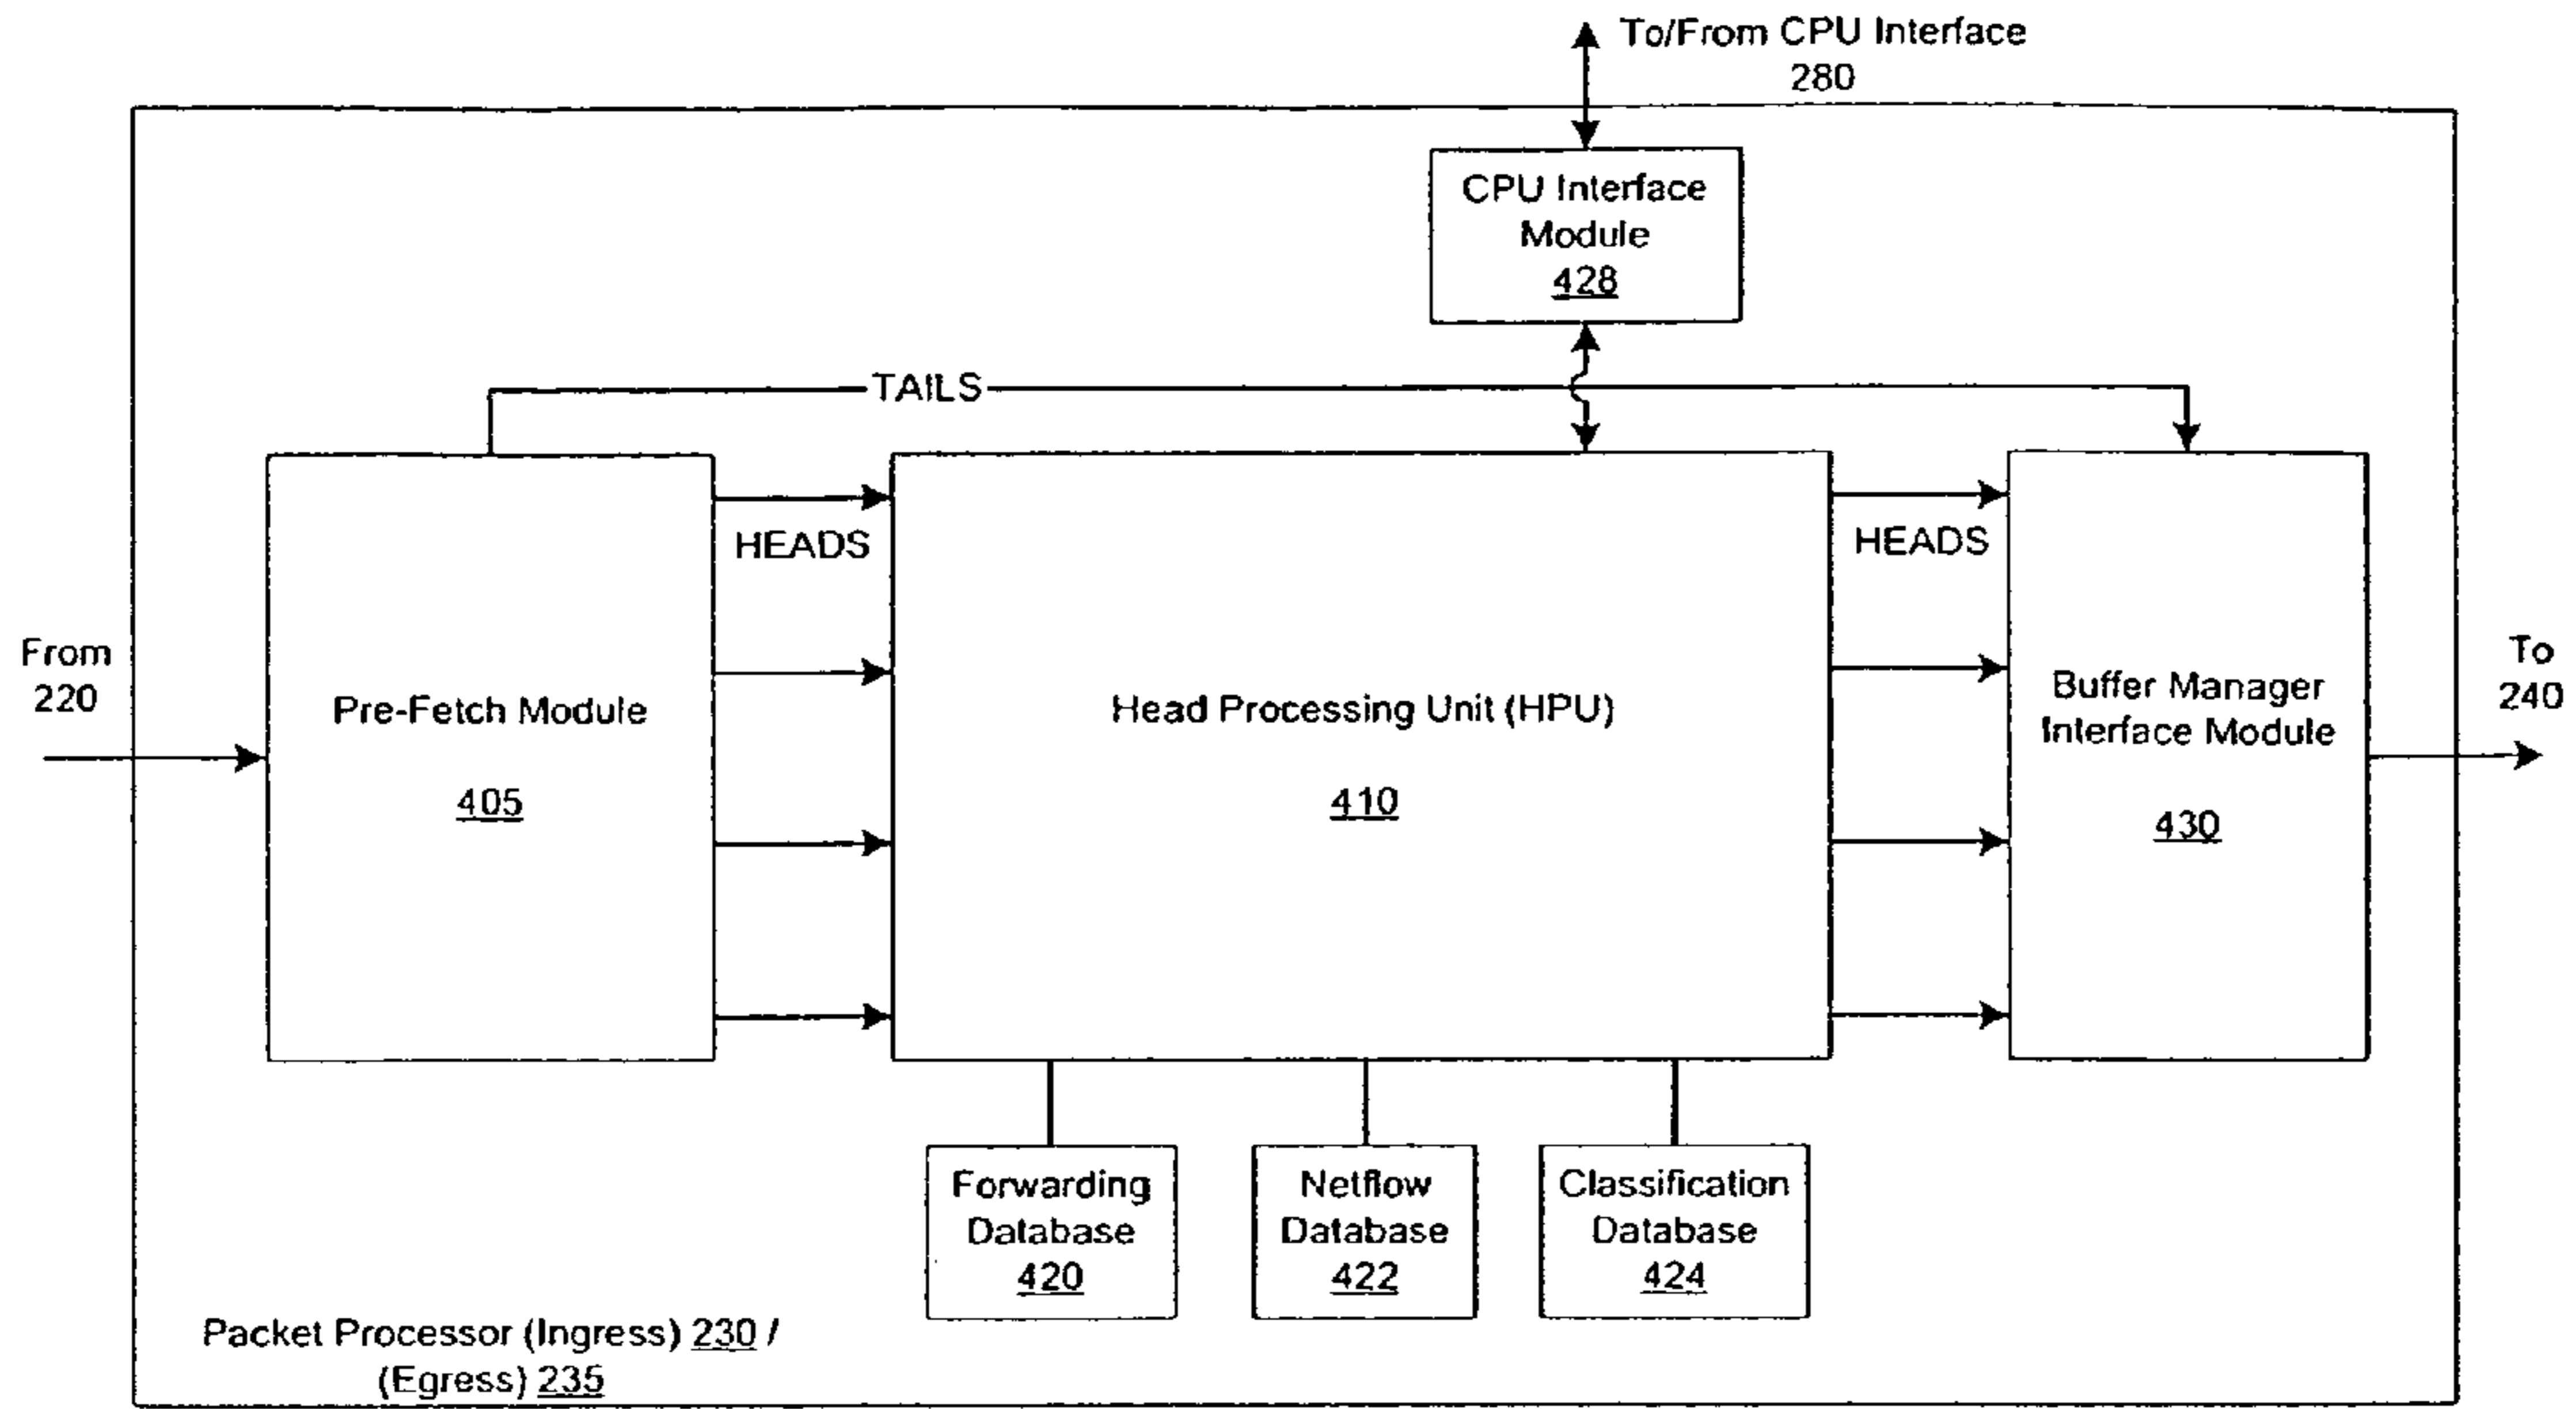 To/From CPU Interface
280
CPU Interface
Module
428
TAILS
HEADS
HEADS
From
220
Pre-Fetch Module
405
Head Processing Unit (HPU)
410
Buffer Manager
Interface Module
430
To
240
Forwarding
Database
420
Netflow
Database
422
Classification
Database
424
Packet Processor (Ingress) 230 /
(Egress) 235